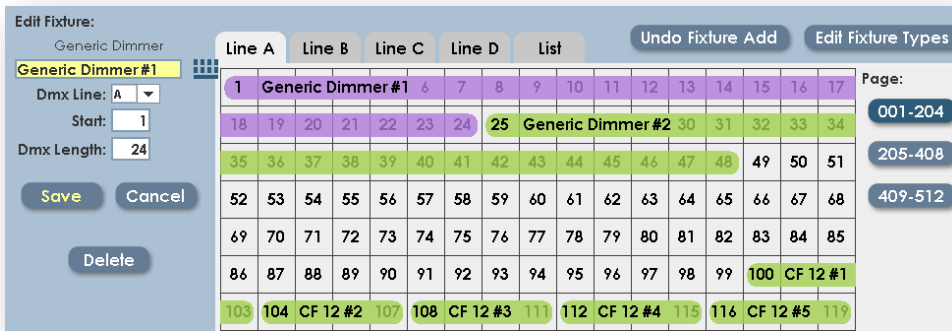 Edit Fixture:
Generic Dimmer
Generic Dimmer #1
Dmx Line: A
Start: 1
Dmx Length: 24
Save Cancel
Delete
Line A Line B Line C Line D List
Undo Fixture Add Edit Fixture Types
1 Generic Dimmer #1 6 7 8 9 10 11 12 13 14 15 16 17
18 19 20 21 22 23 24 25 Generic Dimmer #2 30 31 32 33 34
35 36 37 38 39 40 41 42 43 44 45 46 47 48 49 50 51
52 53 54 55 56 57 58 59 60 61 62 63 64 65 66 67 68
69 70 71 72 73 74 75 76 77 78 79 80 81 82 83 84 85
86 87 88 89 90 91 92 93 94 95 96 97 98 99 100 CF 12 #1
103 104 CF 12 #2 107 108 CF 12 #3 111 112 CF 12 #4 115 116 CF 12 #5 119
Page:
001-204
205-408
409-512